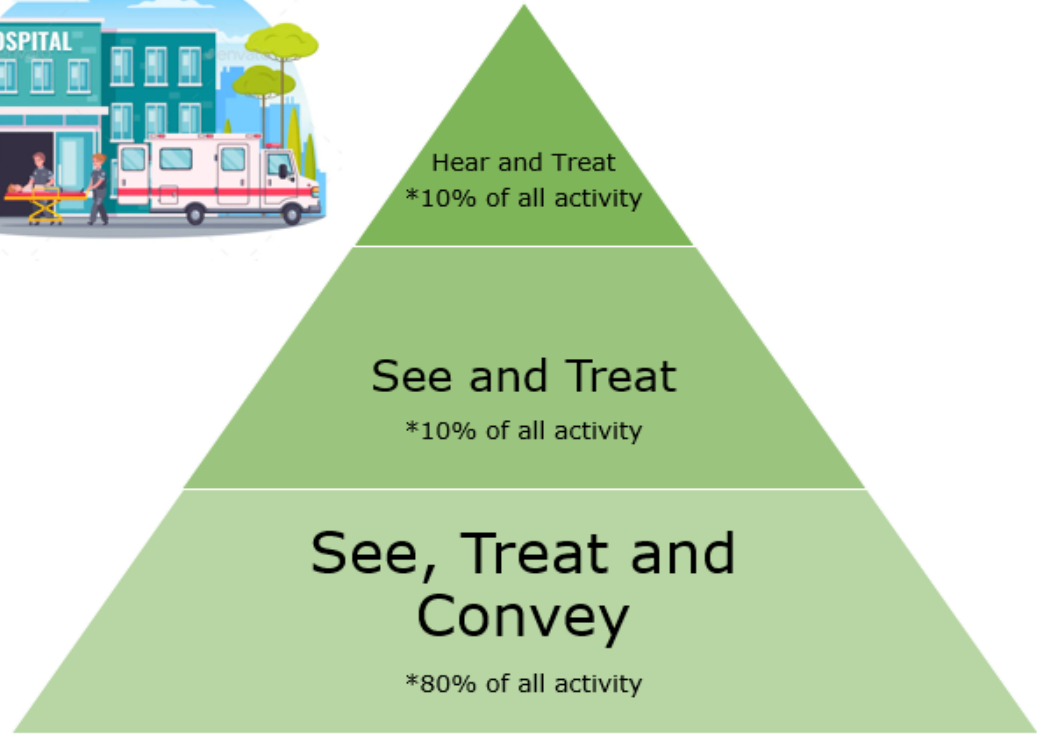 OSPITAL
Hear and Treat
*10% of all activity
See and Treat
*10% of all activity
See, Treat and
Convey
*80% of all activity